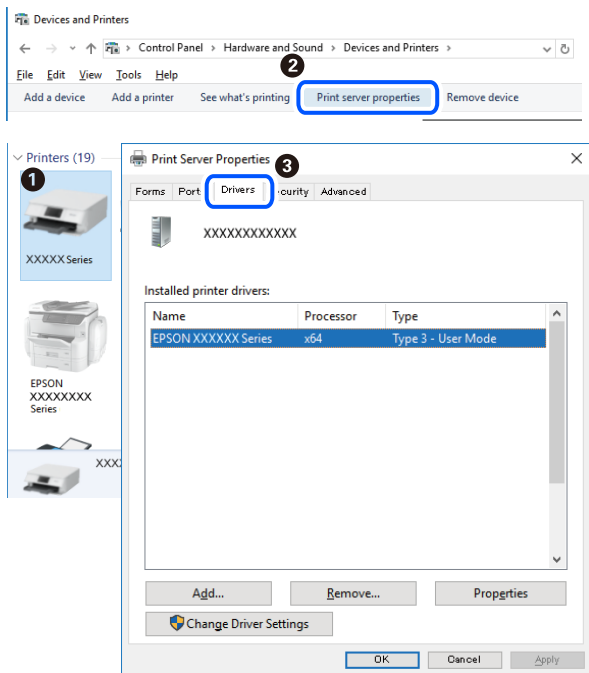 Devices and Printers
Control Panel > Hardware and Sound > Devices and Printers >
File Edit View Tools Help
2
Add a device Add a printer See what's printing Print server properties Remove device
Printers (19)
1
XXXXX Series
EPSON
XXXXXXXX
Series
XXX
Print Server Properties
3
Forms Port Drivers curity Advanced
XXXXXXXXXXXX
Installed printer drivers:
Name Processor Type
EPSON XXXXXX Series x64 Type 3 - User Mode
Add... Remove... Properties
Change Driver Settings
OK Cancel Apply